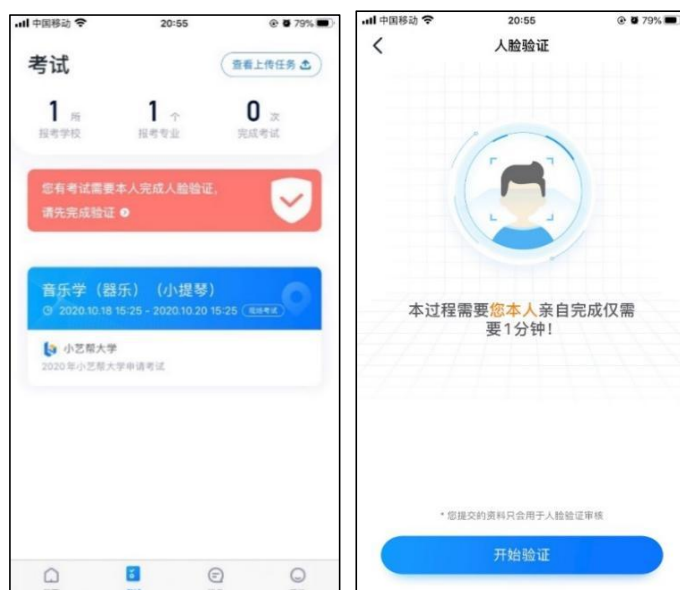 中国移动 20:55 79%
考试
查看上传任务
1 所 1 个 0 次
报考学校 报考专业 完成考试
您有考试需要本人完成人脸验证,
请先完成验证
音乐学(器乐)(小提琴)
2020.10.18 15:25 - 2020.10.20 15:25
小艺帮大学
2020年小艺帮大学申请考试
中国移动 20:55 79%
人脸验证
本过程需要您本人亲自完成仅需
要1分钟!
* 您提交的资料只会用于人脸验证审核
开始验证